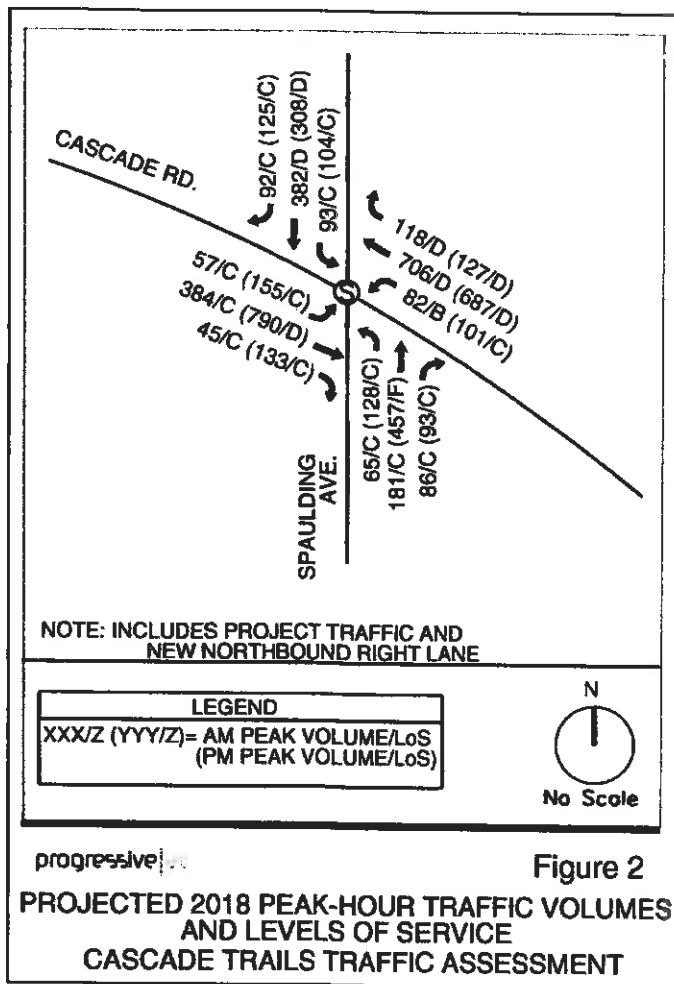 CASCADE RD.
92/C (125/C)
382/D (308/D)
93/C (104/C)
118/D (127/D)
706/D (687/D)
82/B (101/C)
57/C (155/C)
384/C (790/D)
45/C (133/C)
S
65/C (128/C)
181/C (457/F)
86/C (93/C)
SPAULDING
AVE.
NOTE: INCLUDES PROJECT TRAFFIC AND
NEW NORTHBOUND RIGHT LANE
LEGEND
XXX/Z (YYY/Z)= AM PEAK VOLUME/LoS
(PM PEAK VOLUME/LoS)
N
No Scale
progressive
Figure 2
PROJECTED 2018 PEAK-HOUR TRAFFIC VOLUMES
AND LEVELS OF SERVICE
CASCADE TRAILS TRAFFIC ASSESSMENT